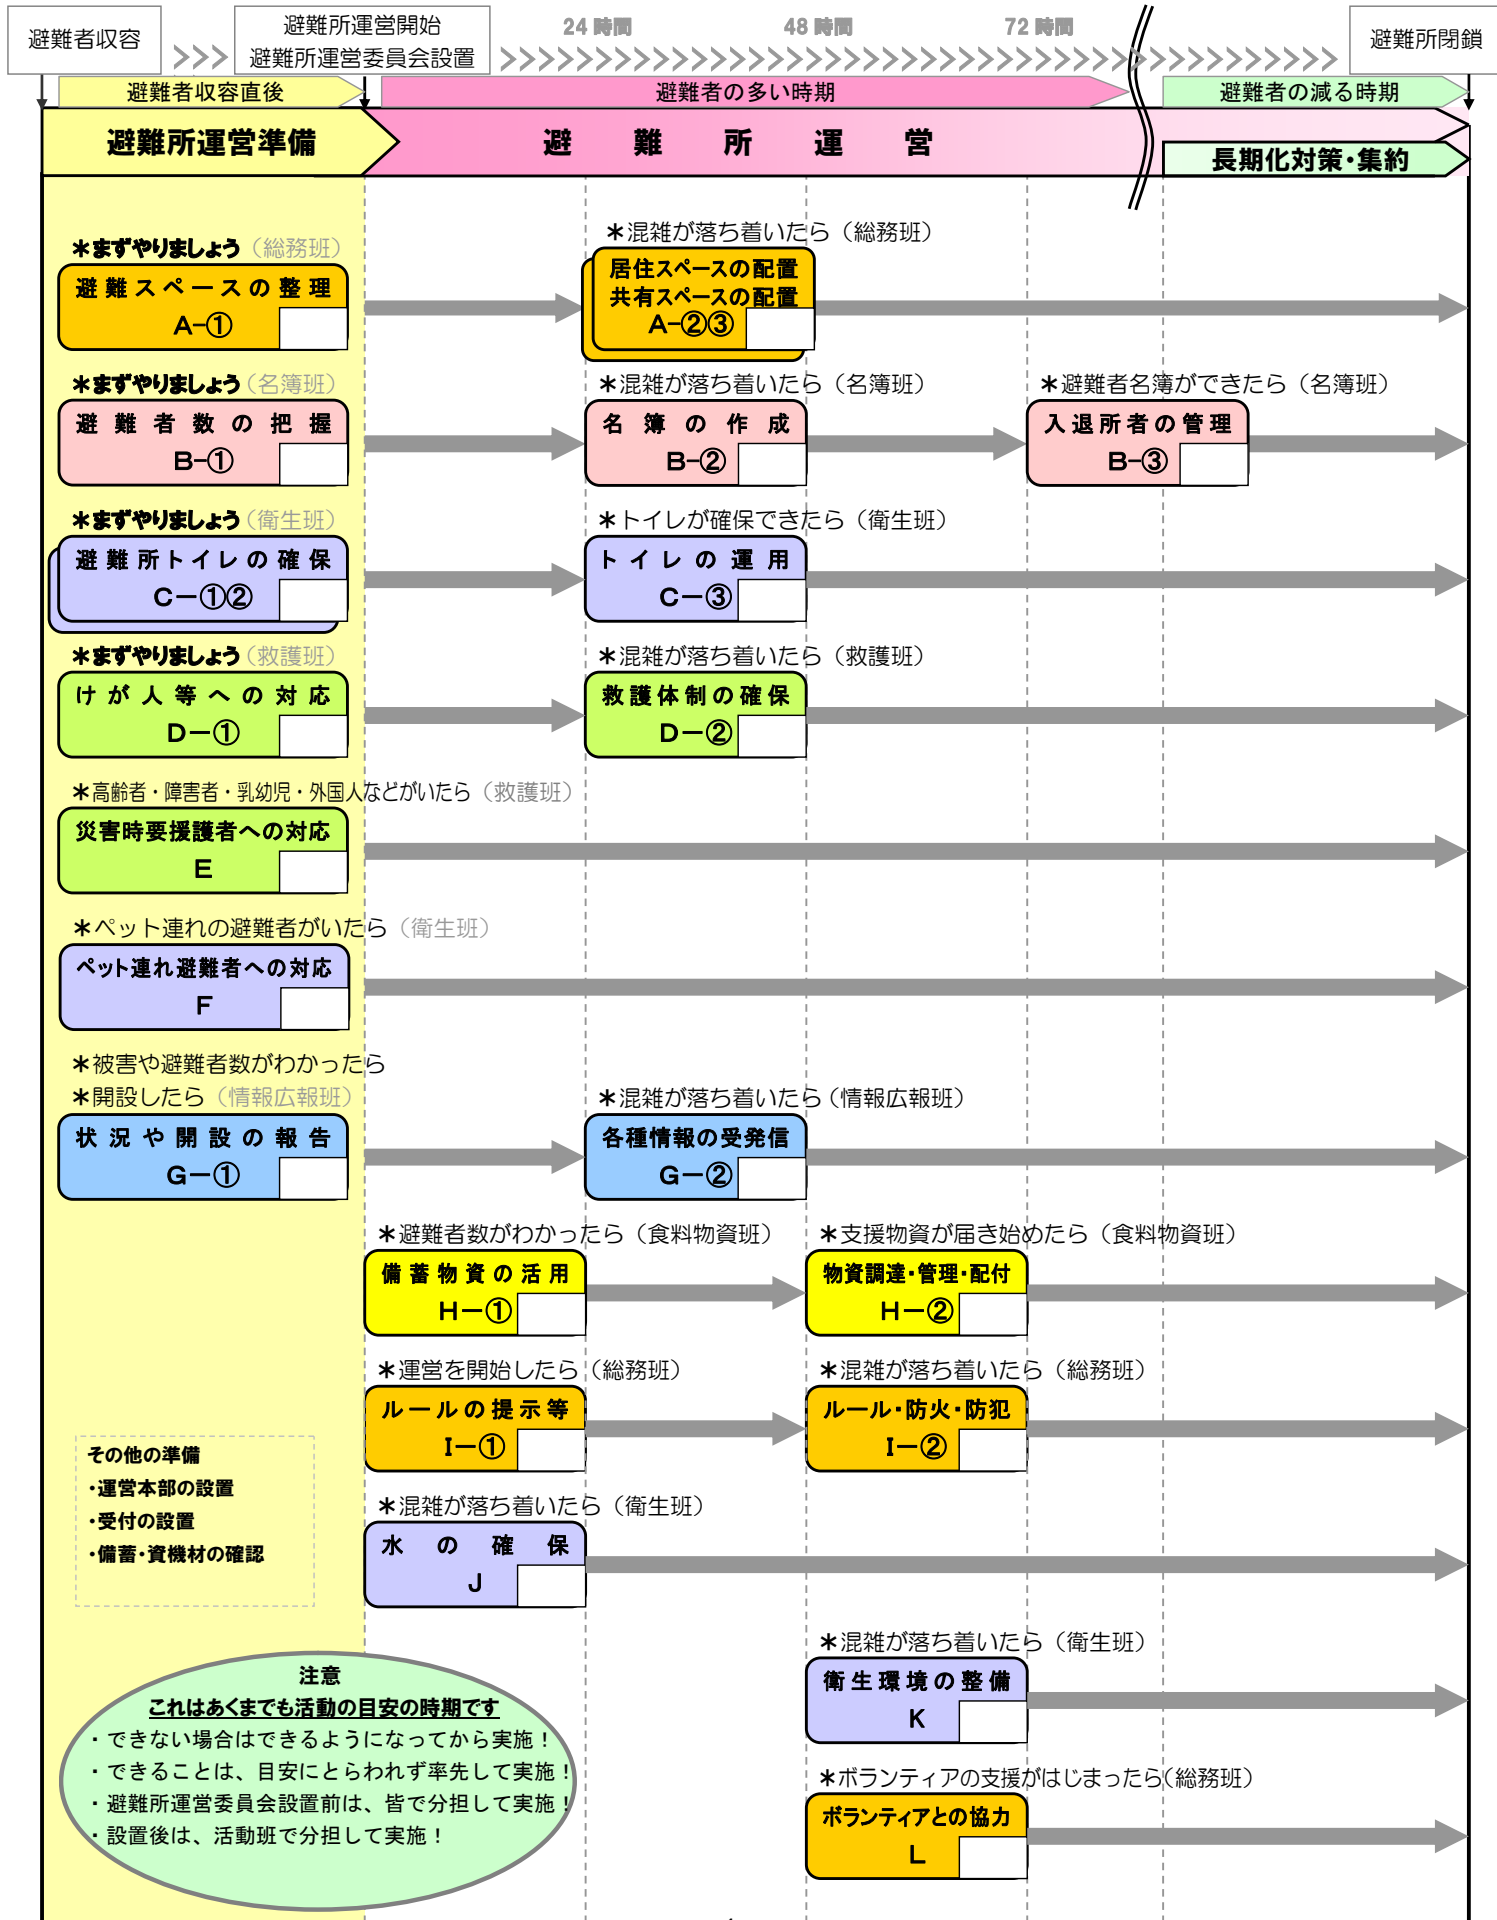 避難者収容
避難所運営開始
避難所運営委員会設置
24 時間
48 時間
72 時間
避難所閉鎖
避難者収容直後
避難者の多い時期
避難者の減る時期
避難所運営準備
避難所運営
長期化対策・集約
＊まずやりましょう（総務班）
避難スペースの整理
A-①
＊混雑が落ち着いたら（総務班）
居住スペースの配置
共有スペースの配置
A-②③
＊まずやりましょう（名簿班）
避難者数の把握
B-①
＊混雑が落ち着いたら（名簿班）
名簿の作成
B-②
＊避難者名簿ができたら（名簿班）
入退所者の管理
B-③
＊まずやりましょう（衛生班）
避難所トイレの確保
C－①②
＊トイレが確保できたら（衛生班）
トイレの運用
C－③
＊まずやりましょう（救護班）
けが人等への対応
D－①
＊混雑が落ち着いたら（救護班）
救護体制の確保
D－②
＊高齢者・障害者・乳幼児・外国人などがいたら（救護班）
災害時要援護者への対応
E
＊ペット連れの避難者がいたら（衛生班）
ペット連れ避難者への対応
F
＊被害や避難者数がわかったら
＊開設したら（情報広報班）
状況や開設の報告
G－①
＊混雑が落ち着いたら（情報広報班）
各種情報の受発信
G－②
＊避難者数がわかったら（食料物資班）
備蓄物資の活用
H－①
＊支援物資が届き始めたら（食料物資班）
物資調達・管理・配付
H－②
＊運営を開始したら（総務班）
ルールの提示等
I－①
＊混雑が落ち着いたら（総務班）
ルール・防火・防犯
I－②
その他の準備
・運営本部の設置
・受付の設置
・備蓄・資機材の確認
＊混雑が落ち着いたら（衛生班）
水の確保
J
＊混雑が落ち着いたら（衛生班）
衛生環境の整備
K
注意
これはあくまでも活動の目安の時期です
・できない場合はできるようになってから実施！
・できることは、目安にとらわれず率先して実施！
・避難所運営委員会設置前は、皆で分担して実施！
・設置後は、活動班で分担して実施！
＊ボランティアの支援がはじまったら（総務班）
ボランティアとの協力
L